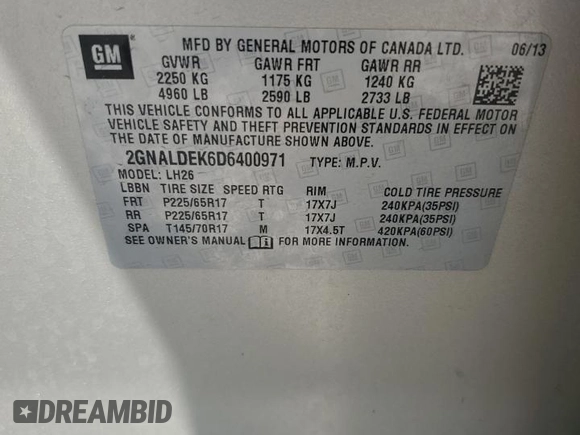 GM
MFD BY GENERAL MOTORS OF CANADA LTD. 06/13
GVWR GAWR FRT GAWR RR
2250 KG 1175 KG 1240 KG
4960 LB 2590 LB 2733 LB
THIS VEHICLE CONFORMS TO ALL APPLICABLE U.S. FEDERAL MOTOR
VEHICLE SAFETY AND THEFT PREVENTION STANDARDS IN EFFECT ON
THE DATE OF MANUFACTURE SHOWN ABOVE.
2GNALDEK6D6400971 TYPE: M.P.V.
MODEL: LH26
LBBN TIRE SIZE SPEED RTG RIM COLD TIRE PRESSURE
FRT P225/65R17 T 17X7J 240KPA(35PSI)
RR P225/65R17 T 17X7J 240KPA(35PSI)
SPA T145/70R17 M 17X4.5T 420KPA(60PSI)
SEE OWNER'S MANUAL FOR MORE INFORMATION.
DREAMBID